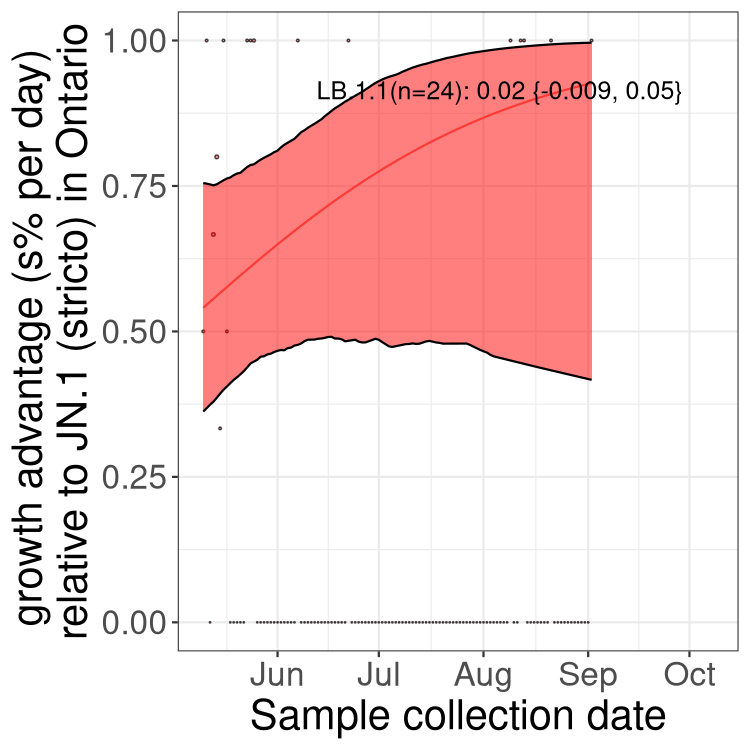 growth advantage (s% per day)
relative to JN.1 (stricto) in Ontario
1.00
0.75
0.50
0.25
0.00
LB.1.1(n=24): 0.02 {-0.009, 0.05}
Jun Jul Aug Sep Oct
Sample collection date